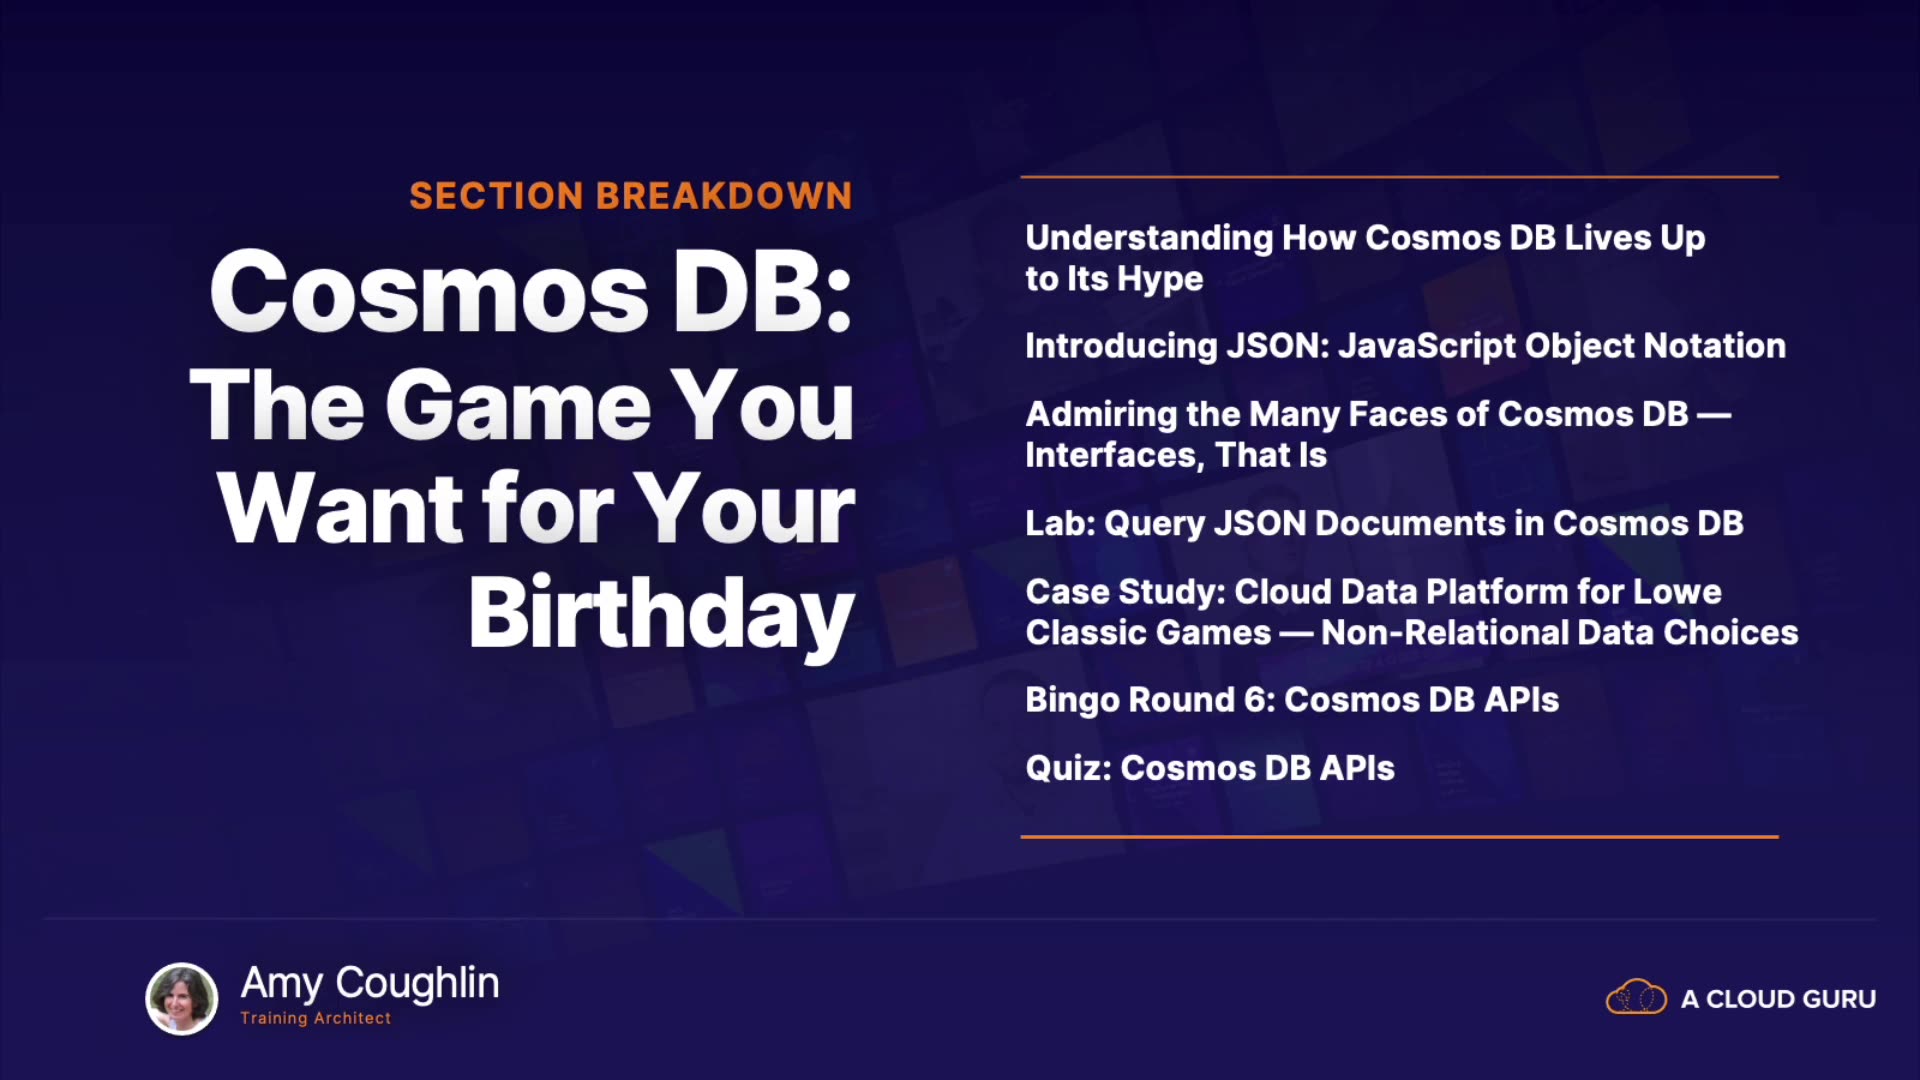 SECTION BREAKDOWN
Cosmos DB:
The Game You
Want for Your
Birthday
Understanding How Cosmos DB Lives Up
to Its Hype
Introducing JSON: JavaScript Object Notation
Admiring the Many Faces of Cosmos DB —
Interfaces, That Is
Lab: Query JSON Documents in Cosmos DB
Case Study: Cloud Data Platform for Lowe
Classic Games — Non-Relational Data Choices
Bingo Round 6: Cosmos DB APIs
Quiz: Cosmos DB APIs
Amy Coughlin
Training Architect
A CLOUD GURU